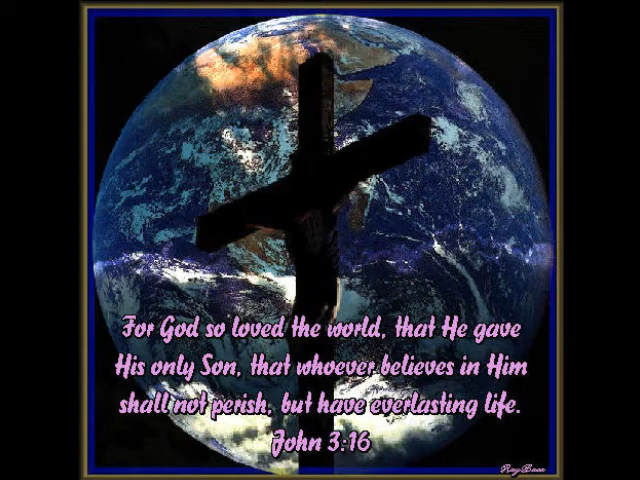 For God so loved the world, that He gave
His only Son, that whoever believes in Him
shall not perish, but have everlasting life.
John 3:16